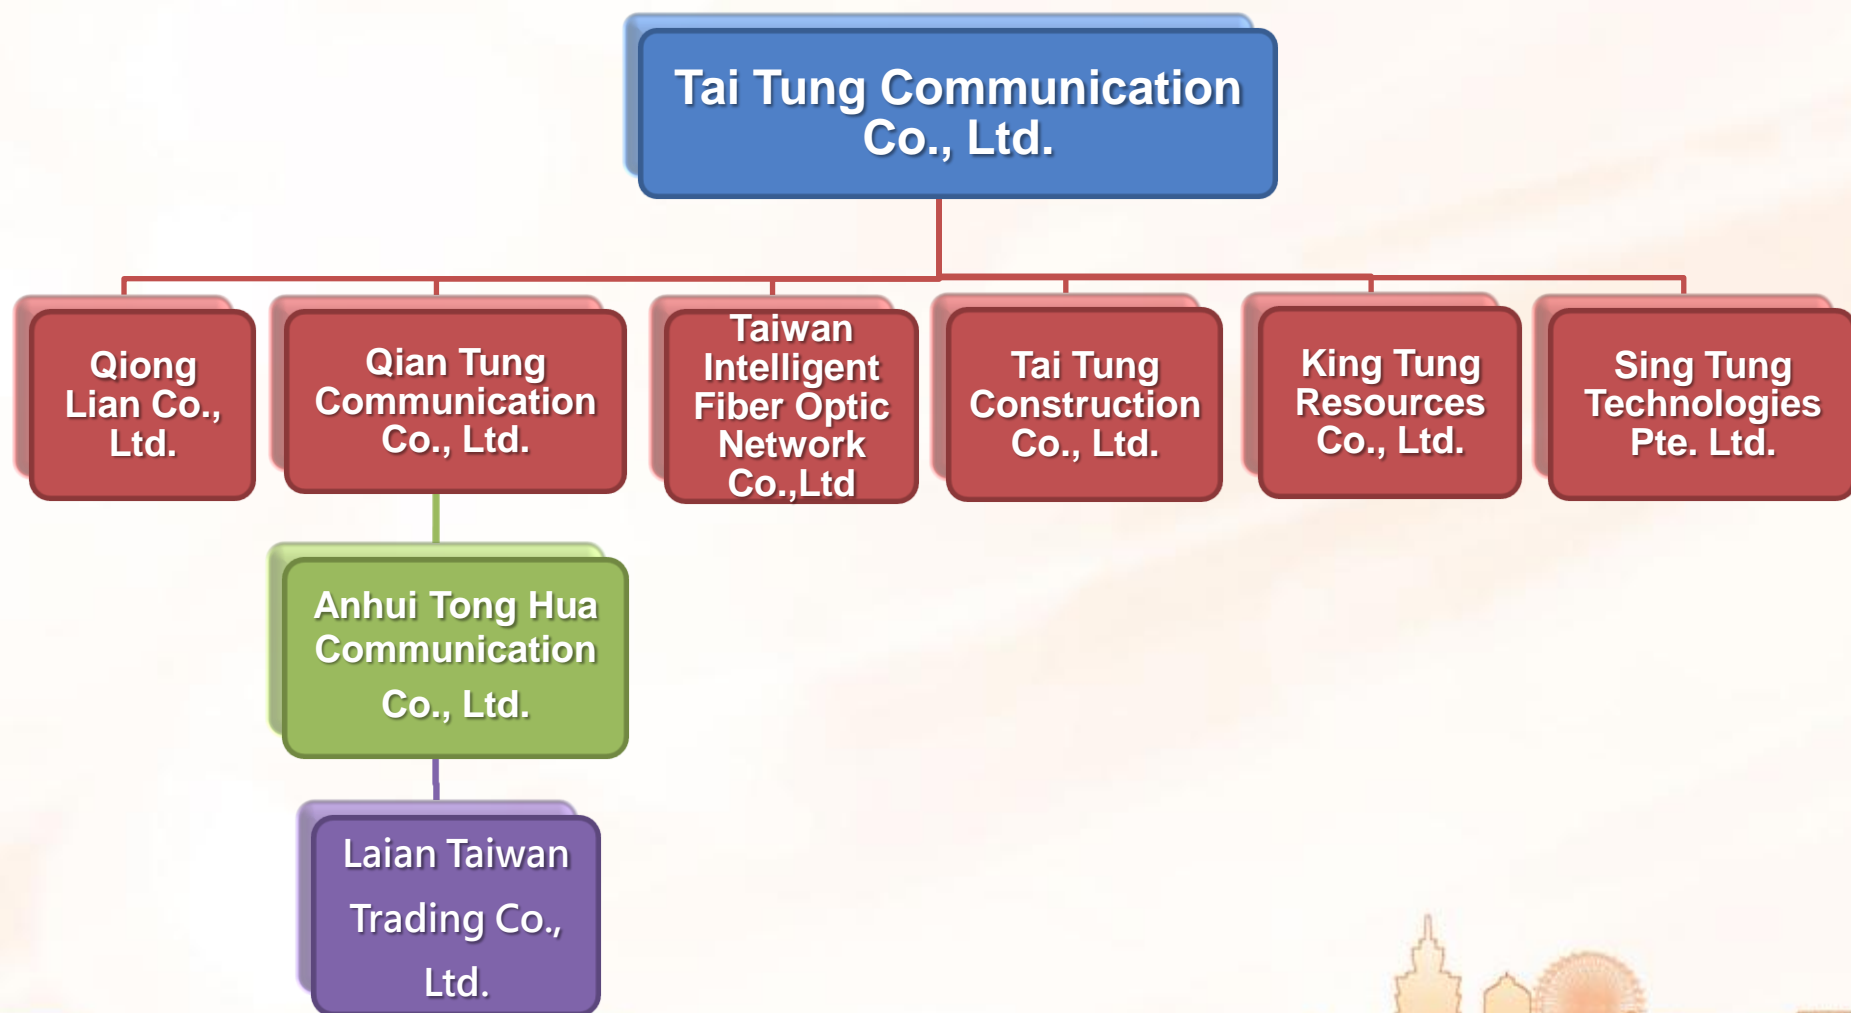 Tai Tung Communication
Co., Ltd.
Qiong
Lian Co.,
Ltd.
Qian Tung
Communication
Co., Ltd.
Taiwan
Intelligent
Fiber Optic
Network
Co.,Ltd
Tai Tung
Construction
Co., Ltd.
King Tung
Resources
Co., Ltd.
Sing Tung
Technologies
Pte. Ltd.
Anhui Tong Hua
Communication
Co., Ltd.
Laian Taiwan
Trading Co.,
Ltd.